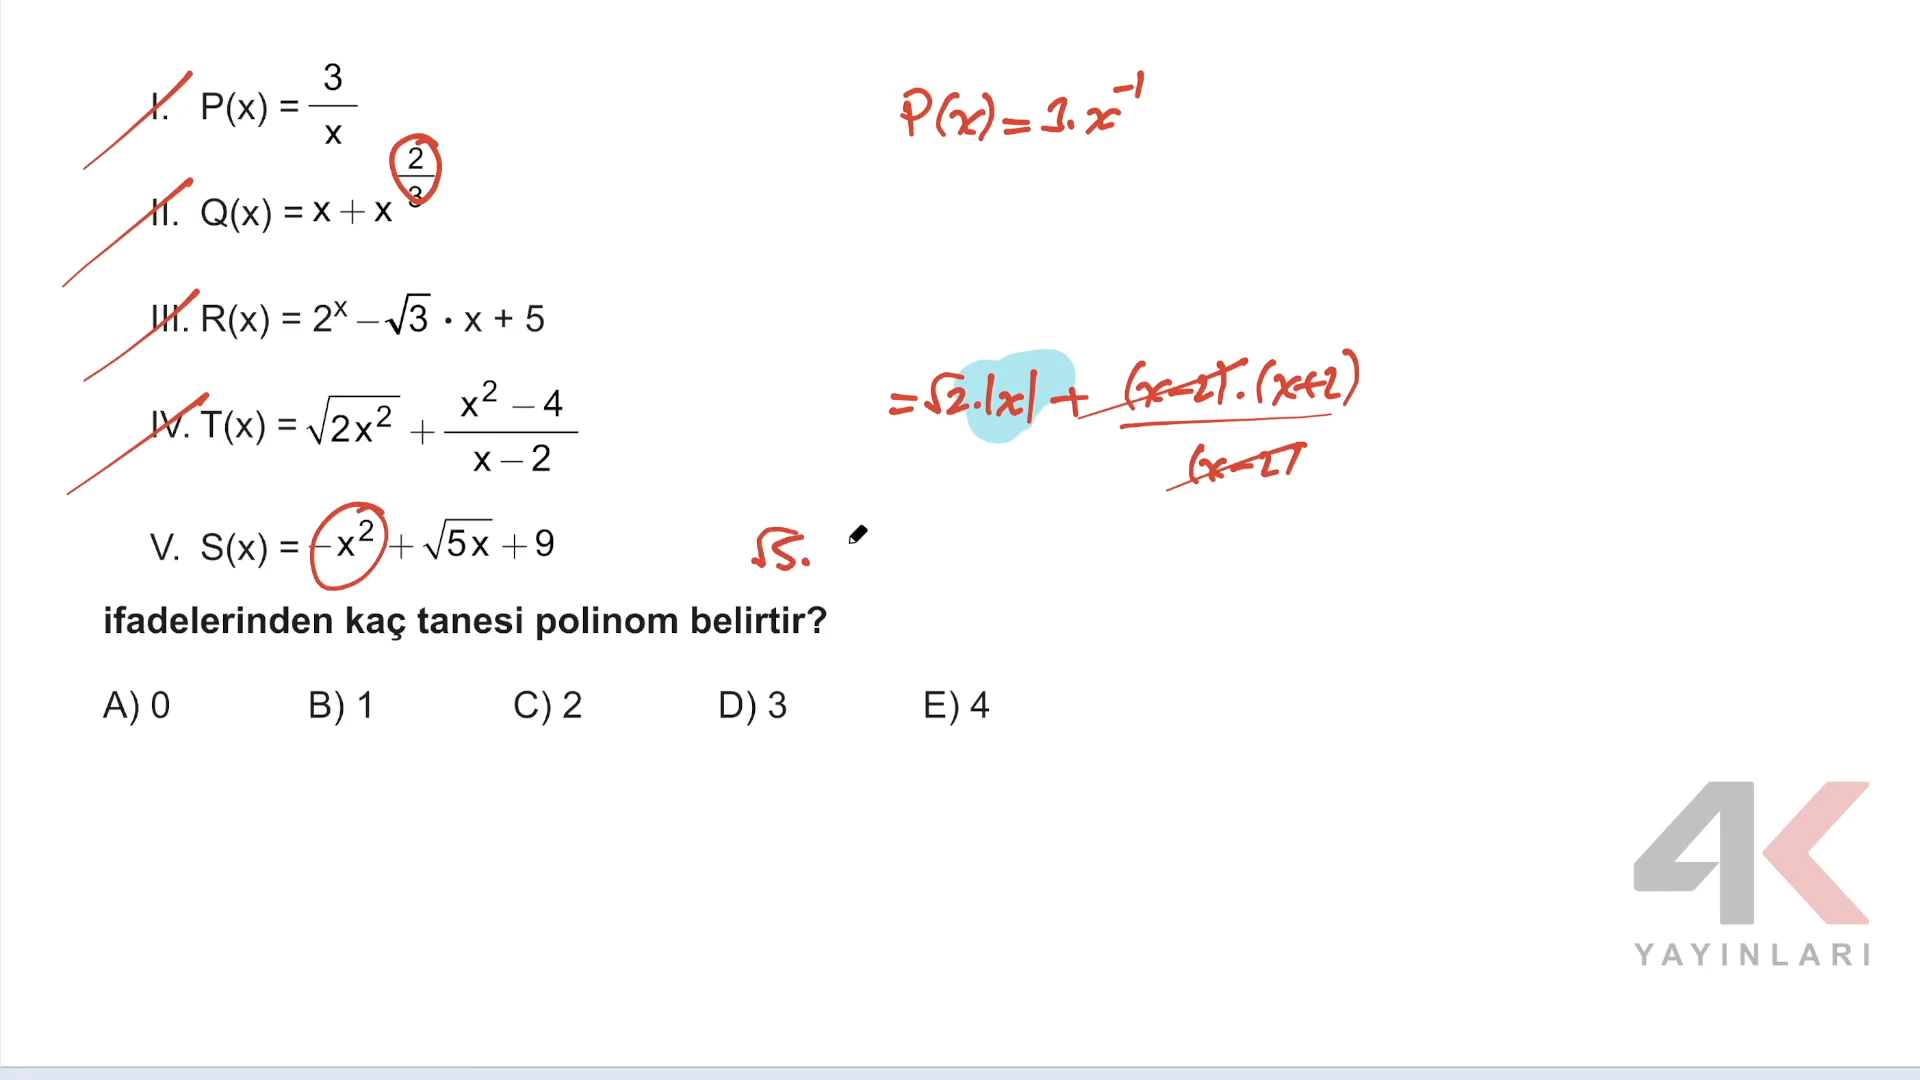 I. P(x) = 3/x
P(x) = 3. x⁻¹
II. Q(x) = x + x^(2/3)
III. R(x) = 2ˣ – √3 · x + 5
IV. T(x) = √(2x²) + (x² – 4)/(x – 2)
= √2.|x| + (x–2).(x+2)/(x–2)
V. S(x) = –x² + √(5x) + 9
√5.
ifadelerinden kaç tanesi polinom belirtir?
A) 0 B) 1 C) 2 D) 3 E) 4
4K
YAYINLARI